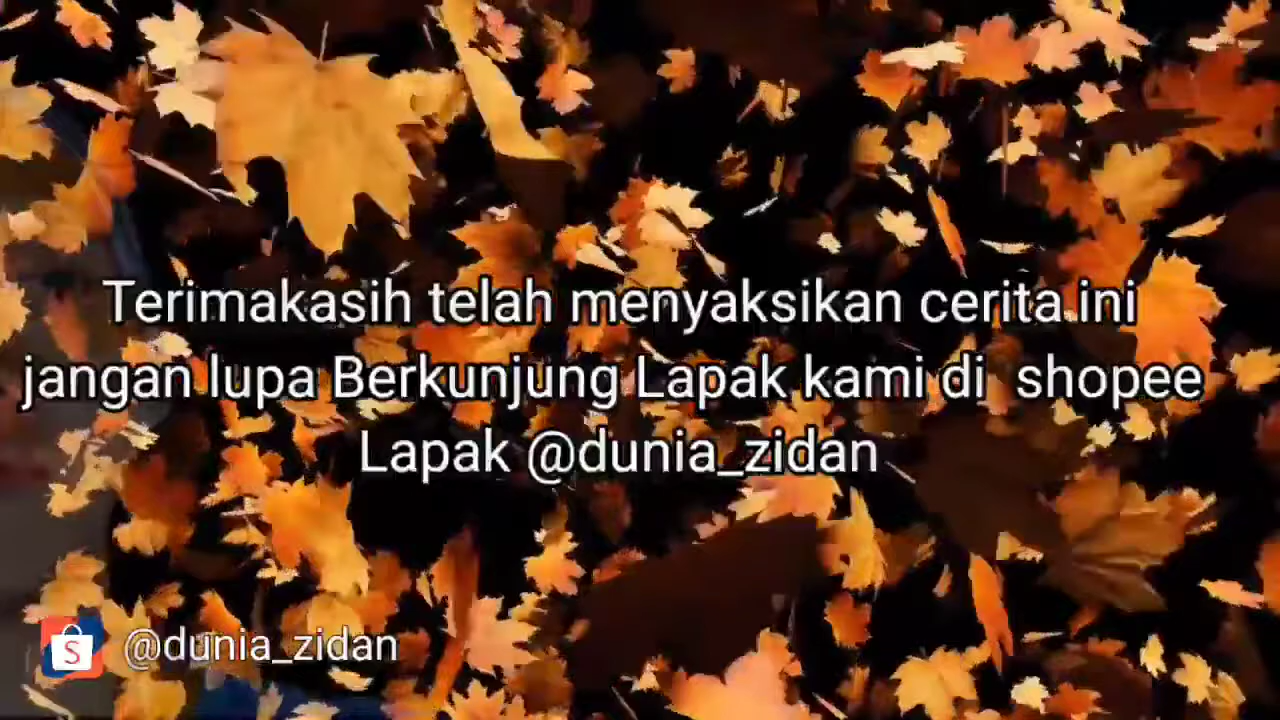 Terimakasih telah menyaksikan cerita ini
jangan lupa Berkunjung Lapak kami di  shopee
Lapak @dunia_zidan
S
@dunia_zidan